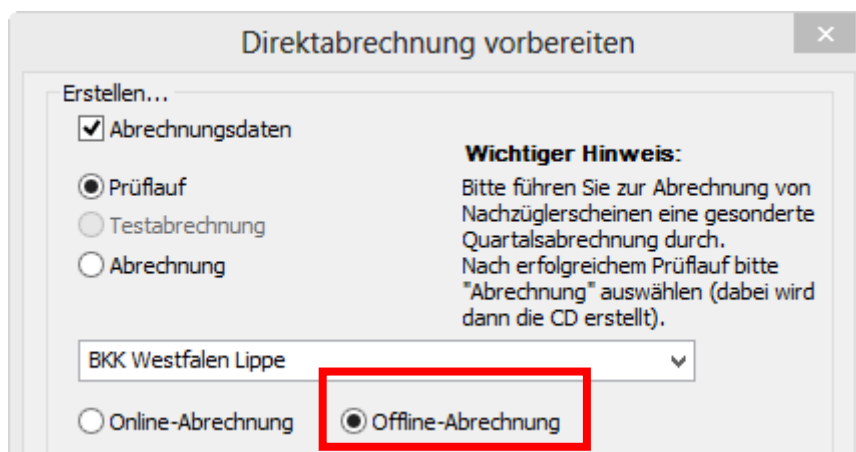 Direktabrechnung vorbereiten
Erstellen...
Abrechnungsdaten
Prüflauf
Testabrechnung
Abrechnung
Wichtiger Hinweis:
Bitte führen Sie zur Abrechnung von
Nachzüglerscheinen eine gesonderte
Quartalsabrechnung durch.
Nach erfolgreichem Prüflauf bitte
"Abrechnung" auswählen (dabei wird
dann die CD erstellt).
BKK Westfalen Lippe
Online-Abrechnung Offline-Abrechnung